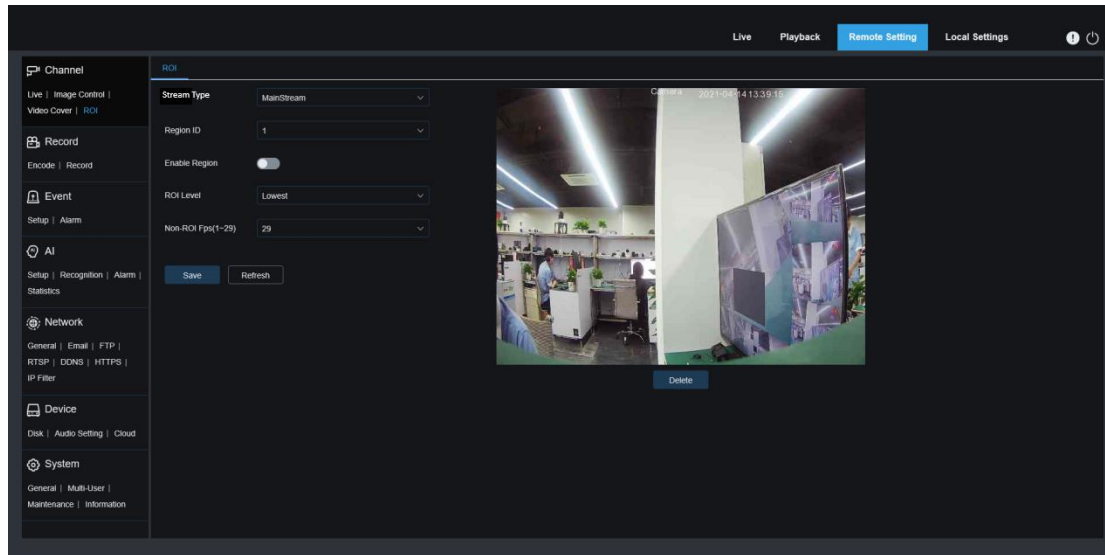 Live Playback Remote Setting Local Settings
Channel
Live | Image Control |
Video Cover | ROI
Record
Encode | Record
Event
Setup | Alarm
AI
Setup | Recognition | Alarm |
Statistics
Network
General | Email | FTP |
RTSP | DDNS | HTTPS |
IP Filter
Device
Disk | Audio Setting | Cloud
System
General | Multi-User |
Maintenance | Information
ROI
Stream Type MainStream
Region ID 1
Enable Region
ROI Level Lowest
Non-ROI Fps(1~29) 29
Save Refresh
Camera 2021-04-14 13:39:15
Delete